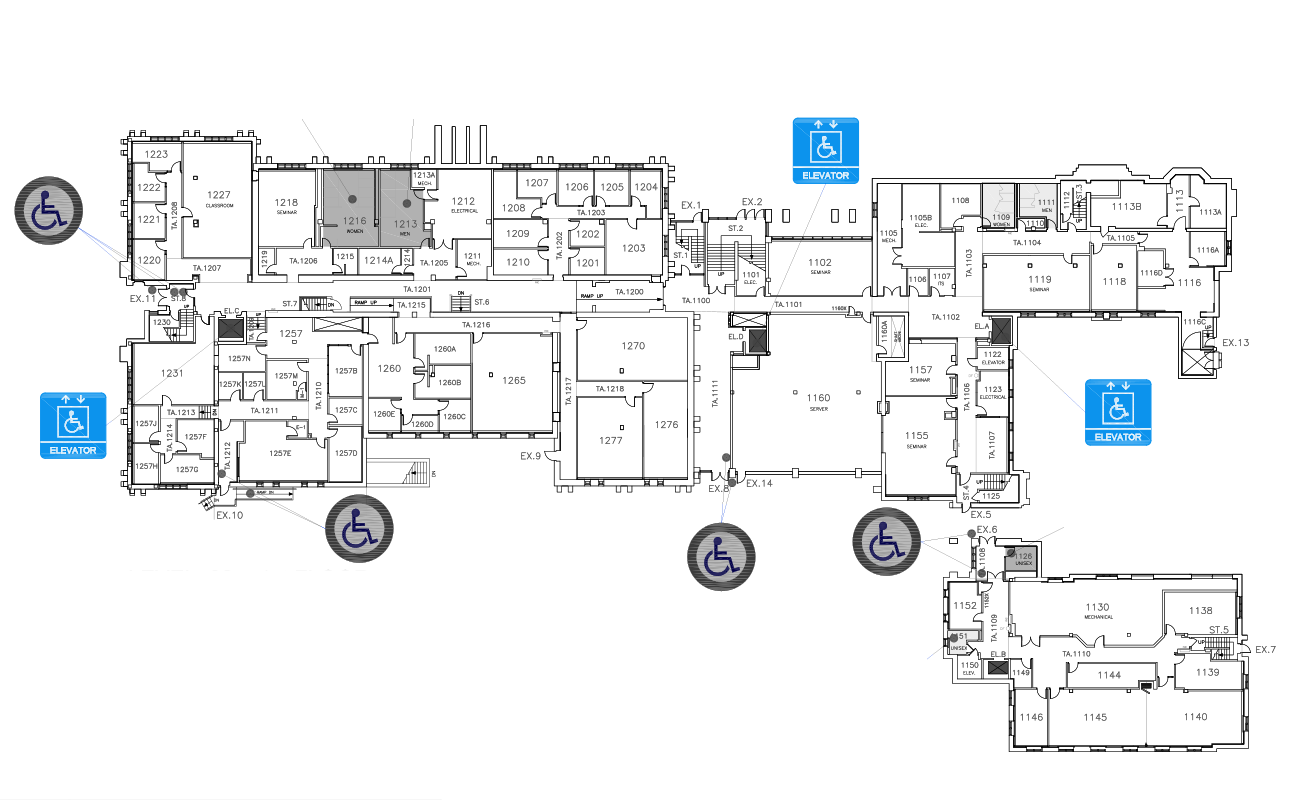 ELEVATOR
1223
1222
1221
1220
TA.1208
1227
CLASSROOM
TA.1207
1218
SEMINAR
1216
WOMEN
1213
MEN
1213A
MECH.
1212
ELECTRICAL
1219
TA.1206
1215
1214A
1214
TA.1205
1211
MECH.
1208
1207
1206
1205
1204
TA.1203
1209
1210
TA.1202
1202
1201
1203
EX.1
EX.2
ST.1
UP
ST.2
UP
UP
1101
ELEC.
1102
SEMINAR
1105
MECH.
1105B
ELEC.
1108
1109
WOMEN
1111
MEN
1110
1112
ST.3
UP
1113B
1113
1113A
TA.1103
TA.1104
TA.1105
1106
1107
ITS
1119
SEMINAR
1118
1116D
1116A
1116
1116C
EX.13
EX.11
ST.8
UP
1230
TA.1201
ST.7
UP
RAMP UP
TA.1215
DN
ST.6
RAMP UP
TA.1200
TA.1100
TA.1101
1160X
TA.1102
EL.C
DN
1231
1257N
1257
1257K
1257L
1257M
1257B
1257C
1257D
TA.1210
TA.1211
TA.1213
DN
1257J
TA.1214
1257F
1257H
1257G
TA.1212
1257E
E-1
EX.10
DN
RAMP DN
DN
TA.1216
1260
1260A
1260B
1260C
1260D
1260E
1265
TA.1217
1270
TA.1218
1277
1276
EX.9
EL.D
TA.1111
1160
SERVER
1160A
1157
SEMINAR
1155
SEMINAR
EL.A
1122
ELEVATOR
1123
ELECTRICAL
TA.1106
TA.1107
UP
ST.4
1125
EX.8
EX.14
EX.5
ELEVATOR
ELEVATOR
EX.6
TA.1108
1126
UNISEX
1152
1152X
1151
UNISEX
TA.1109
1150
ELEV.
EL.B
1149
1130
MECHANICAL
1138
ST.5
UP
EX.7
TA.1110
1144
1139
1146
1145
1140